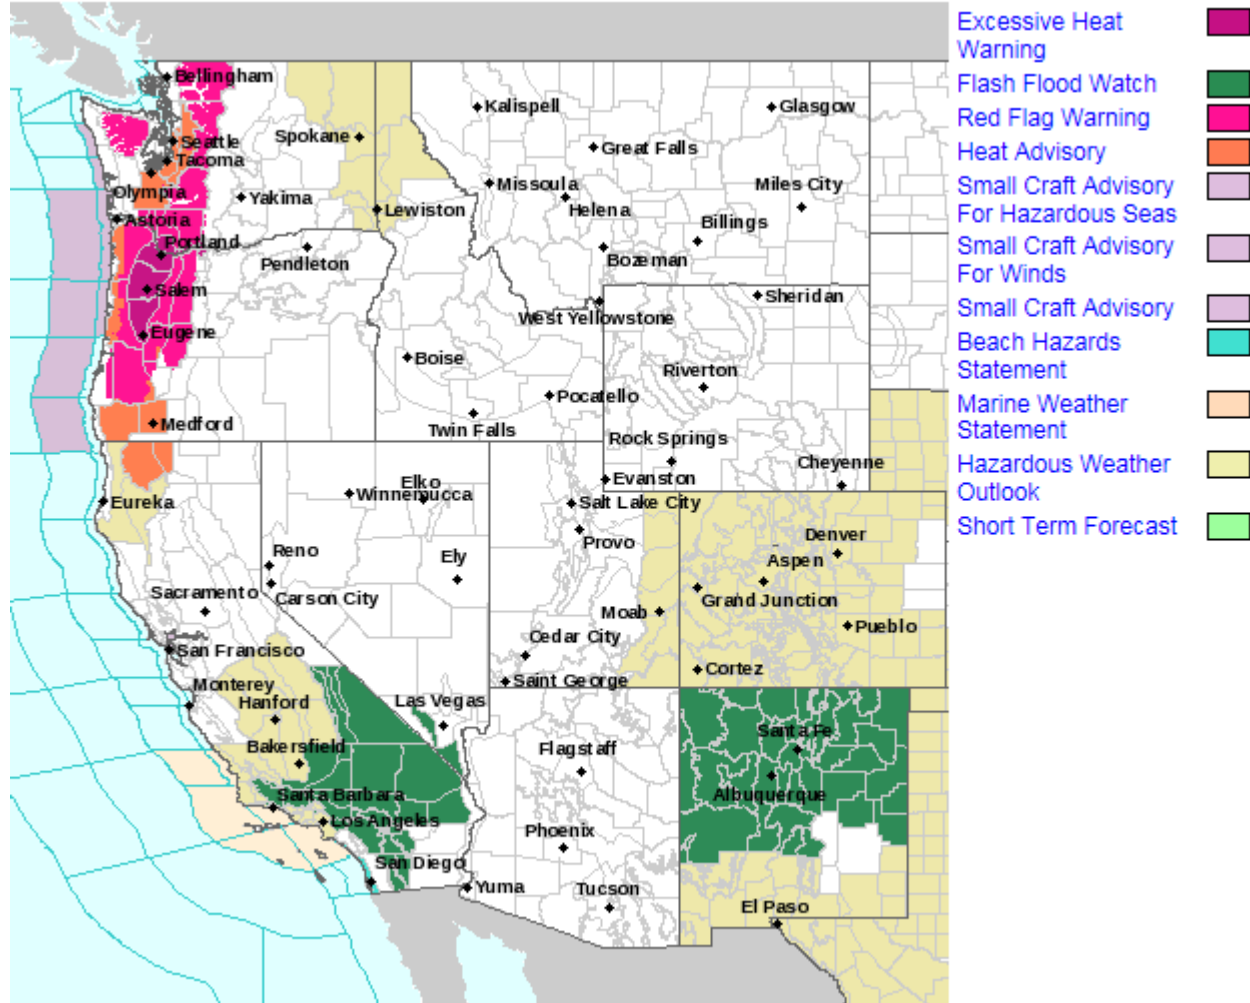 Excessive Heat
Warning
Flash Flood Watch
Red Flag Warning
Heat Advisory
Small Craft Advisory
For Hazardous Seas
Small Craft Advisory
For Winds
Small Craft Advisory
Beach Hazards
Statement
Marine Weather
Statement
Hazardous Weather
Outlook
Short Term Forecast
Bellingham
Kalispell
Glasgow
Spokane
Seattle
Great Falls
Tacoma
Olympia
Yakima
Missoula
Miles City
Lewiston
Helena
Astoria
Billings
Portland
Pendleton
Bozeman
Salem
Sheridan
West Yellowstone
Eugene
Boise
Riverton
Pocatello
Medford
Twin Falls
Rock Springs
Cheyenne
Evanston
Elko
Winnemucca
Eureka
Salt Lake City
Provo
Denver
Reno
Ely
Aspen
Sacramento
Carson City
Grand Junction
Moab
Pueblo
Cedar City
San Francisco
Cortez
Saint George
Monterey
Hanford
Las Vegas
Santa Fe
Bakersfield
Flagstaff
Santa Barbara
Albuquerque
Los Angeles
Phoenix
San Diego
Yuma
Tucson
El Paso